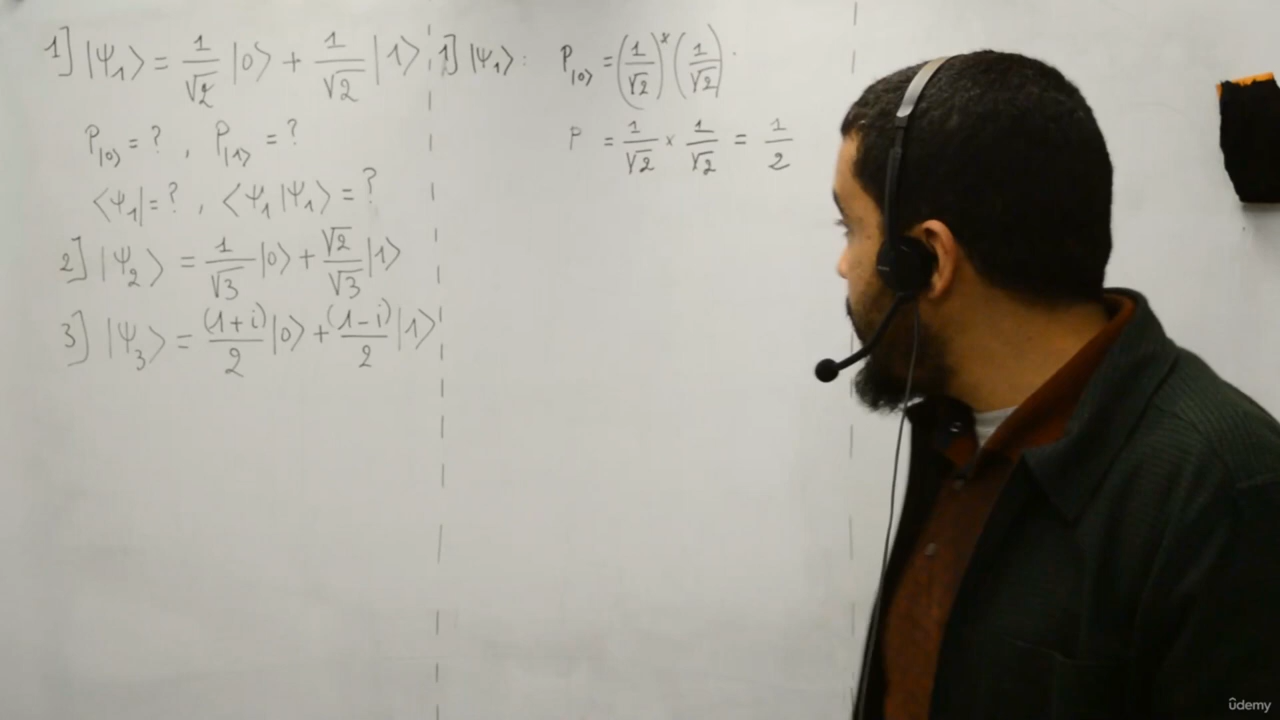 1] |Ψ₁⟩ = 1/√2 |0⟩ + 1/√2 |1⟩
P|0⟩ = ? , P|1⟩ = ?
⟨Ψ₁| = ? , ⟨Ψ₁|Ψ₁⟩ = ?
2] |Ψ₂⟩ = 1/√3 |0⟩ + √2/√3 |1⟩
3] |Ψ₃⟩ = (1+i)/2 |0⟩ + (1-i)/2 |1⟩
1] |Ψ₁⟩ : P|0⟩ = (1/√2)* (1/√2).
P = 1/√2 × 1/√2 = 1/2
ûdemy